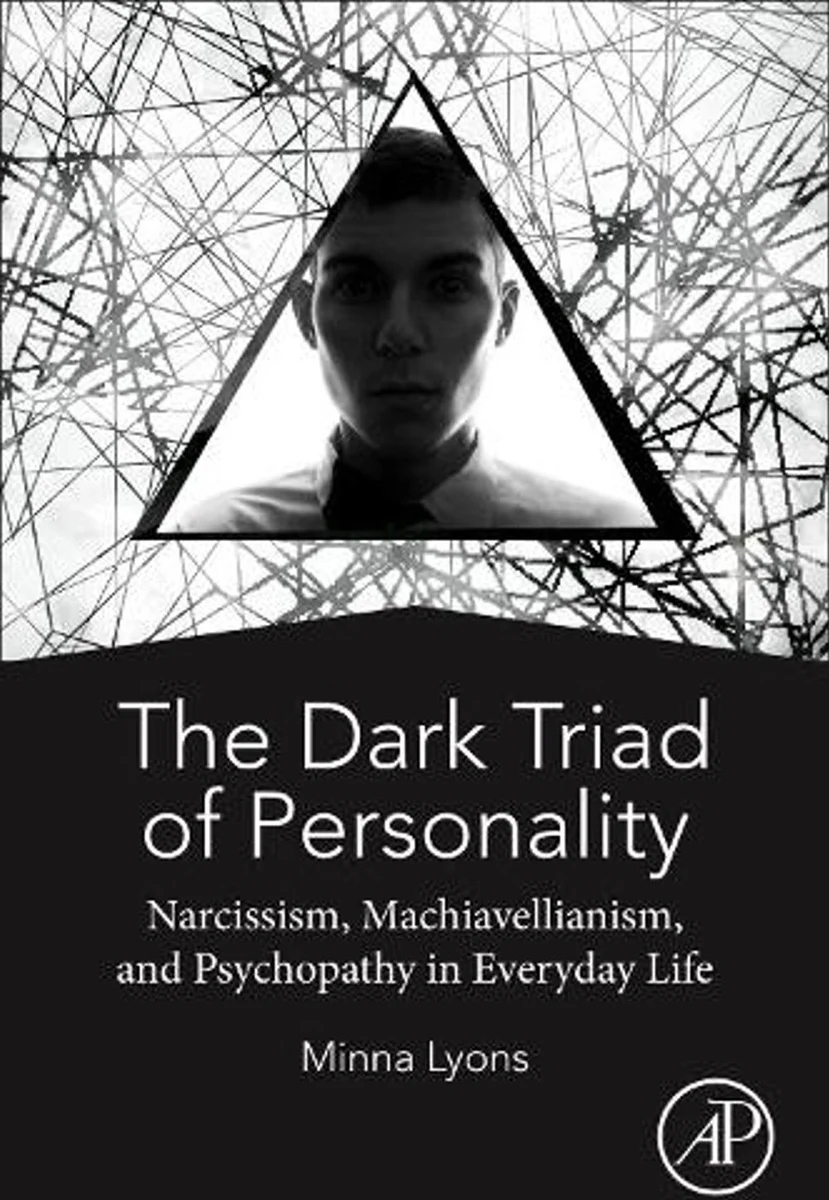 The Dark Triad
of Personality
Narcissism, Machiavellianism,
and Psychopathy in Everyday Life
Minna Lyons
AP